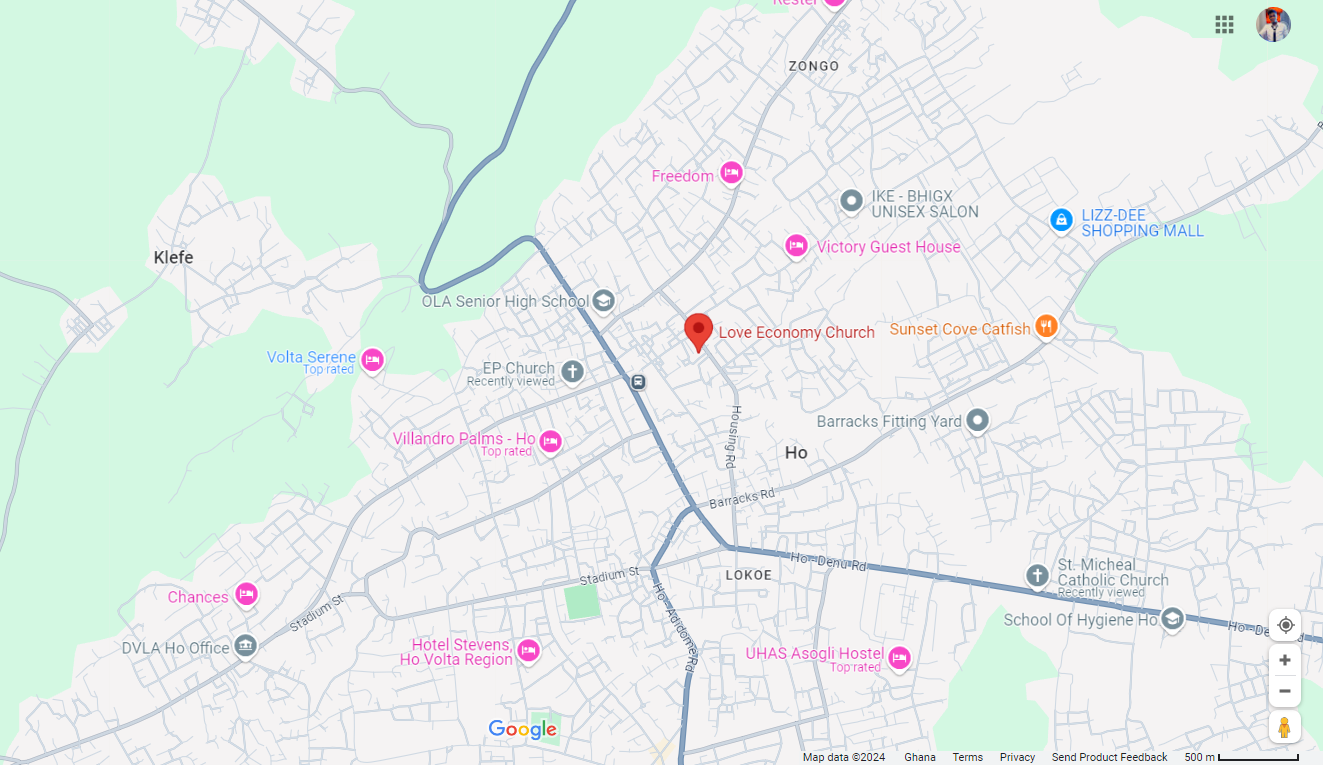 ZONGO
Freedom
IKE - BHIGX
UNISEX SALON
LIZZ-DEE
SHOPPING MALL
Klefe
Victory Guest House
OLA Senior High School
Love Economy Church
Sunset Cove Catfish
Volta Serene
Top rated
EP Church
Recently viewed
Housing Rd
Barracks Fitting Yard
Villandro Palms - Ho
Top rated
Ho
Barracks Rd
Ho-Denu Rd
Stadium St
LOKOE
St. Micheal
Catholic Church
Recently viewed
Chances
Stadium St
Ho-Adidome Rd
School Of Hygiene Ho
DVLA Ho Office
Hotel Stevens,
Ho Volta Region
UHAS Asogli Hostel
Top rated
Google
Map data ©2024 Ghana Terms Privacy Send Product Feedback 500 m